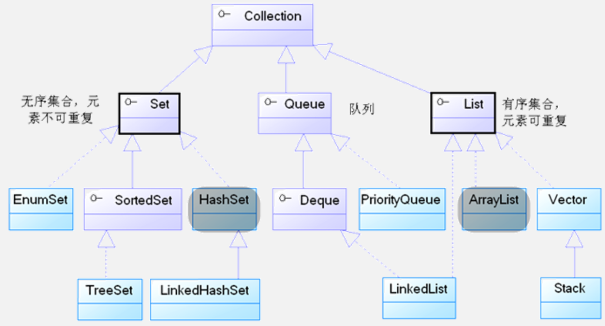 Collection
无序集合，元
素不可重复
Set
Queue
队列
List
有序集合，
元素可重复
EnumSet
SortedSet
HashSet
Deque
PriorityQueue
ArrayList
Vector
TreeSet
LinkedHashSet
LinkedList
Stack